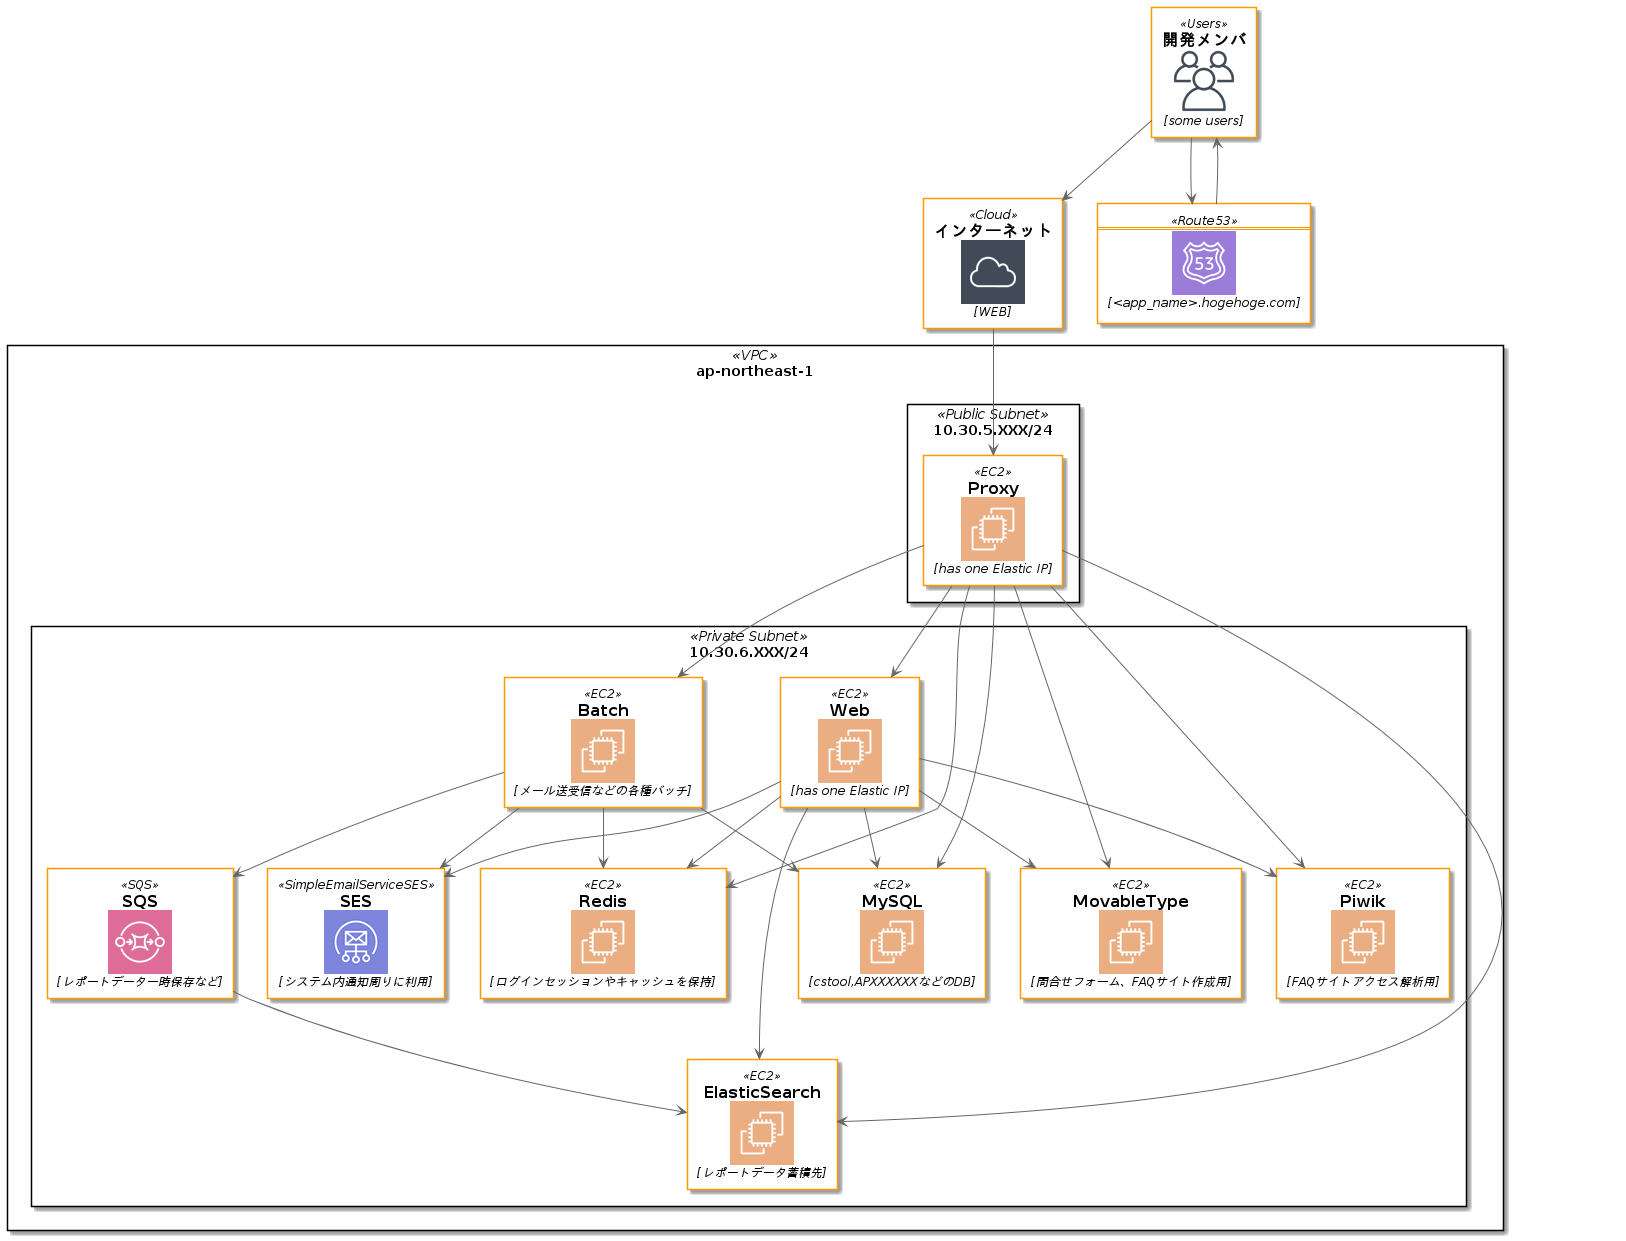 «Users»
開発メンバ
[some users]
«Cloud»
インターネット
[WEB]
«Route53»
53
[<app_name>.hogehoge.com]
«VPC»
ap-northeast-1
«Public Subnet»
10.30.5.XXX/24
«EC2»
Proxy
[has one Elastic IP]
«Private Subnet»
10.30.6.XXX/24
«EC2»
Batch
[メール送受信などの各種バッチ]
«EC2»
Web
[has one Elastic IP]
«SQS»
SQS
[レポートデータ一時保存など]
«SimpleEmailServiceSES»
SES
[システム内通知周りに利用]
«EC2»
Redis
[ログインセッションやキャッシュを保持]
«EC2»
MySQL
[cstool,APXXXXXXなどのDB]
«EC2»
MovableType
[問合せフォーム、FAQサイト作成用]
«EC2»
Piwik
[FAQサイトアクセス解析用]
«EC2»
ElasticSearch
[レポートデータ蓄積先]